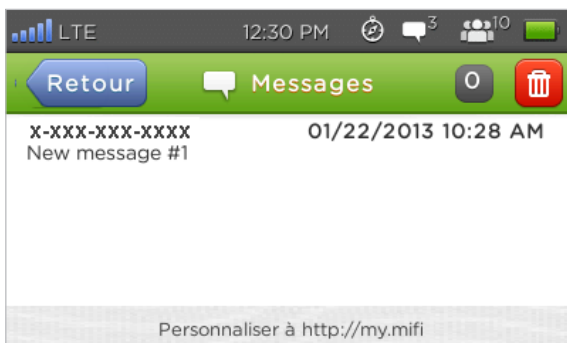 LTE 12:30 PM 3 10
Retour Messages 0
X-XXX-XXX-XXXX 01/22/2013 10:28 AM
New message #1
Personnaliser à http://my.mifi